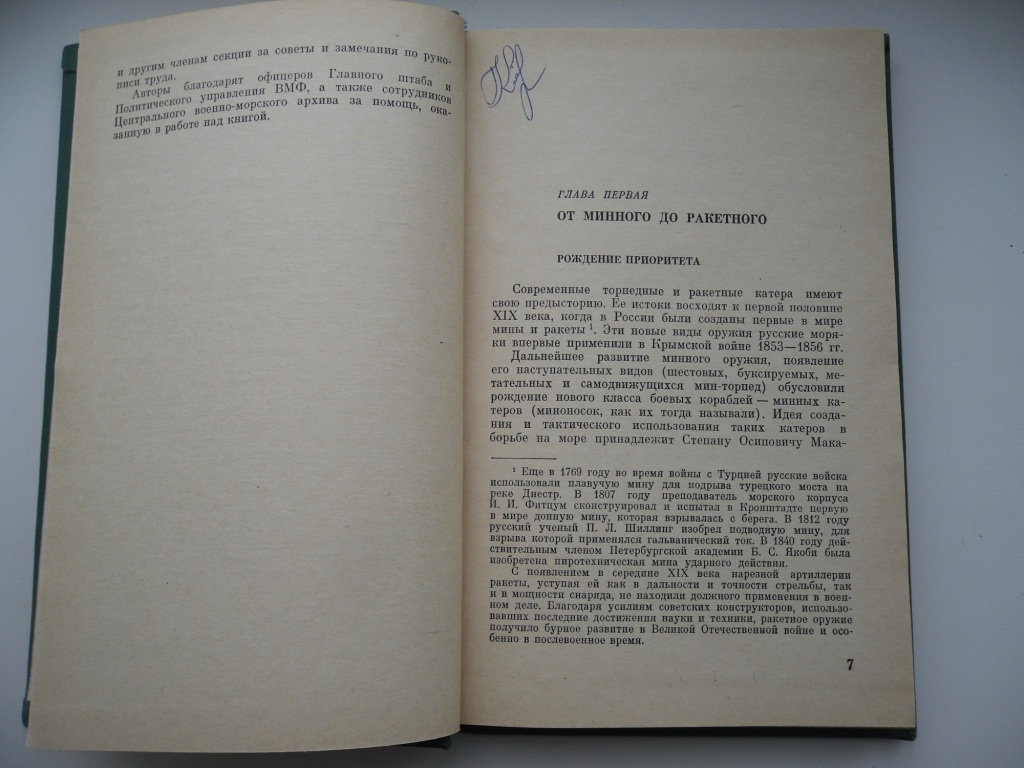 и другим членам секции за советы и замечания по руко-
писи труда.
Авторы благодарят офицеров Главного штаба и
Политического управления ВМФ, а также сотрудников
Центрального военно-морского архива за помощь, ока-
занную в работе над книгой.
ГЛАВА ПЕРВАЯ
ОТ МИННОГО ДО РАКЕТНОГО
РОЖДЕНИЕ ПРИОРИТЕТА
Современные торпедные и ракетные катера имеют
свою предысторию. Ее истоки восходят к первой половине
XIX века, когда в России были созданы первые в мире
мины и ракеты ¹. Эти новые виды оружия русские моря-
ки впервые применили в Крымской войне 1853—1856 гг.
Дальнейшее развитие минного оружия, появление
его наступательных видов (шестовых, буксируемых, ме-
тательных и самодвижущихся мин-торпед) обусловили
рождение нового класса боевых кораблей — минных ка-
теров (миноносок, как их тогда называли). Идея созда-
ния и тактического использования таких катеров в
борьбе на море принадлежит Степану Осиповичу Мака-
¹ Еще в 1769 году во время войны с Турцией русские войска
использовали плавучую мину для подрыва турецкого моста на
реке Днестр. В 1807 году преподаватель морского корпуса
И. И. Фитцум сконструировал и испытал в Кронштадте первую
в мире донную мину, которая взрывалась с берега. В 1812 году
русский ученый П. Л. Шиллинг изобрел подводную мину, для
взрыва которой применялся гальванический ток. В 1840 году дей-
ствительным членом Петербургской академии Б. С. Якоби была
изобретена пиротехническая мина ударного действия.
С появлением в середине XIX века нарезной артиллерии
ракеты, уступая ей как в дальности и точности стрельбы, так
и в мощности снаряда, не находили должного применения в воен-
ном деле. Благодаря усилиям советских конструкторов, использо-
вавших последние достижения науки и техники, ракетное оружие
получило бурное развитие в Великой Отечественной войне и осо-
бенно в послевоенное время.
7